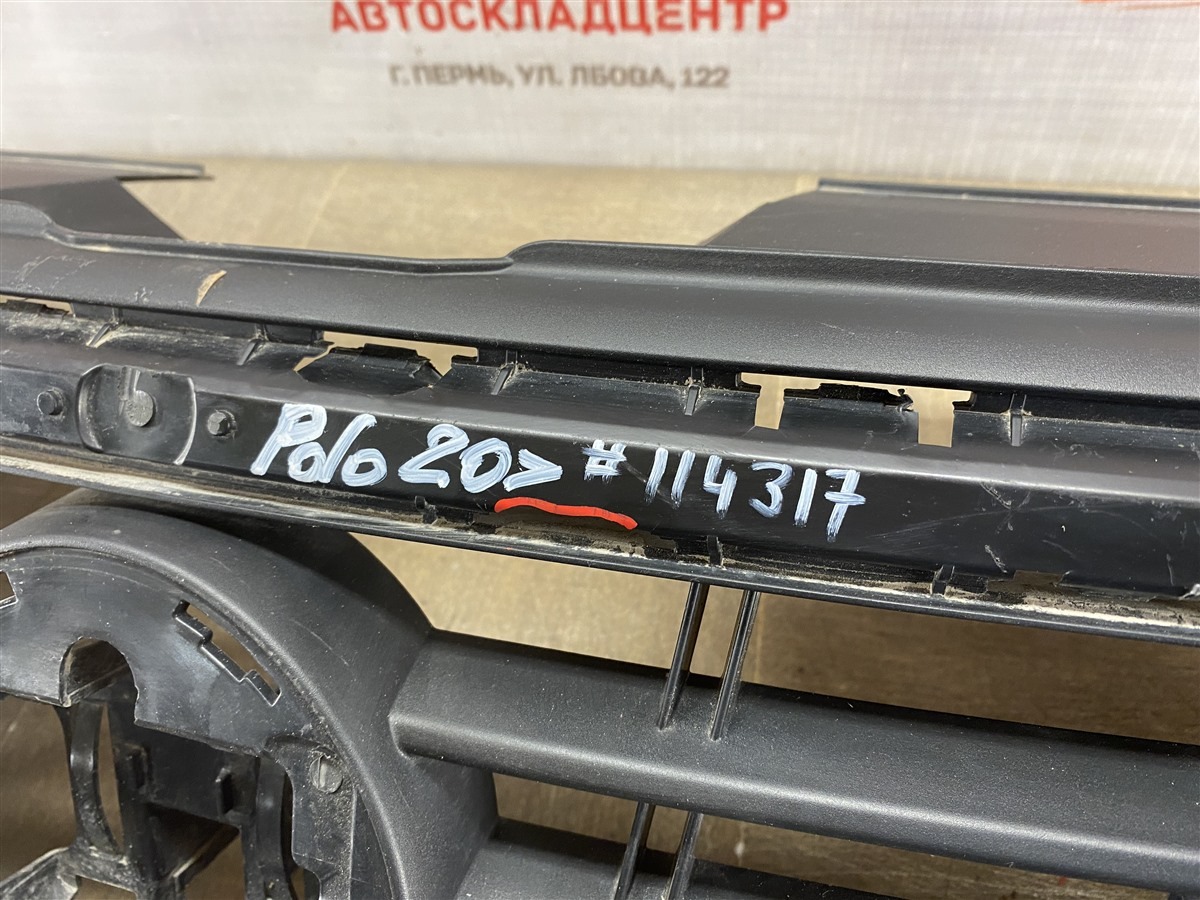 АВТОСКЛАДЦЕНТР
Г. ПЕРМЬ, УЛ. ЛБОВА, 122
Polo 20> #114317